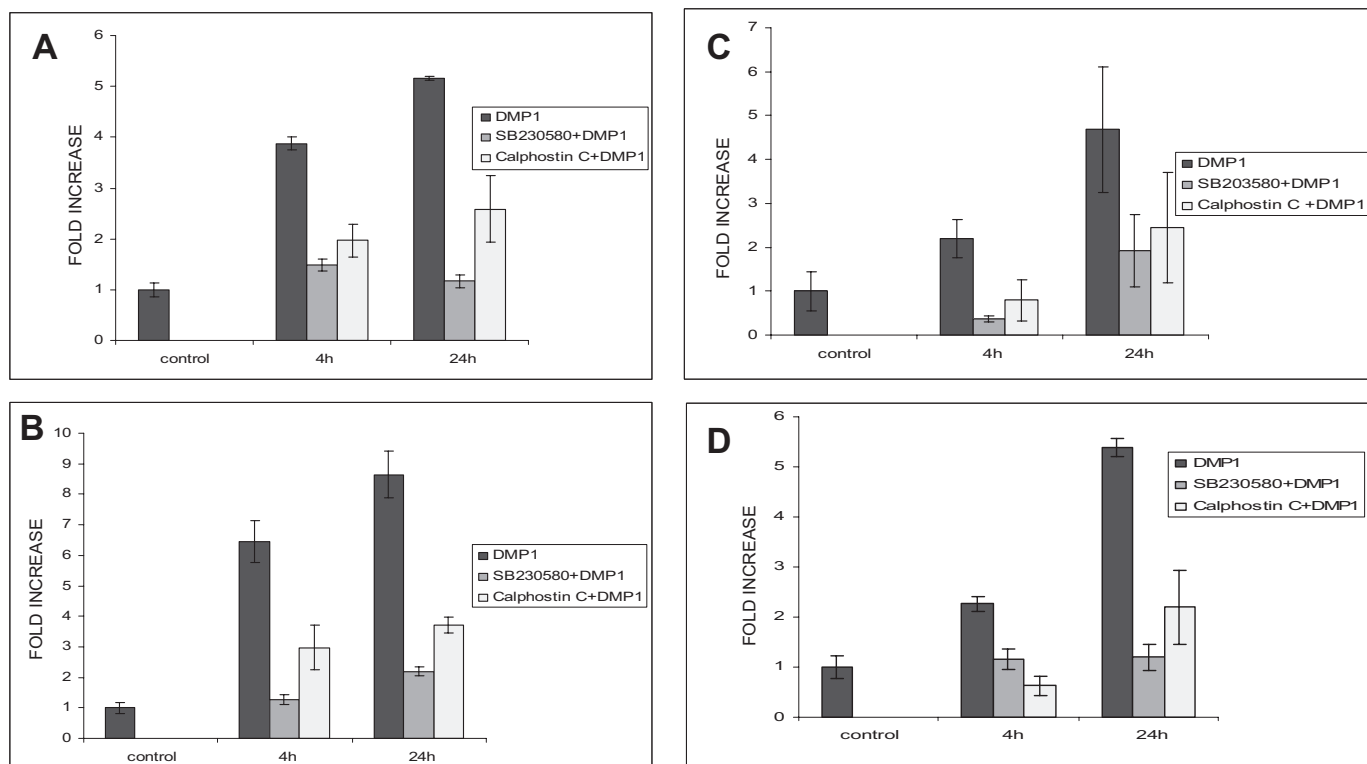 A
6
5
4
3
2
1
0
FOLD INCREASE
control
4h
24h
DMP1
SB230580+DMP1
Calphostin C+DMP1
C
7
6
5
4
3
2
1
0
FOLD INCREASE
control
4h
24h
DMP1
SB203580+DMP1
Calphostin C +DMP1
B
10
9
8
7
6
5
4
3
2
1
0
FOLD INCREASE
control
4h
24h
DMP1
SB230580+DMP1
Calphostin C+DMP1
D
6
5
4
3
2
1
0
FOLD INCREASE
control
4h
24h
DMP1
SB230580+DMP1
Calphostin C+DMP1